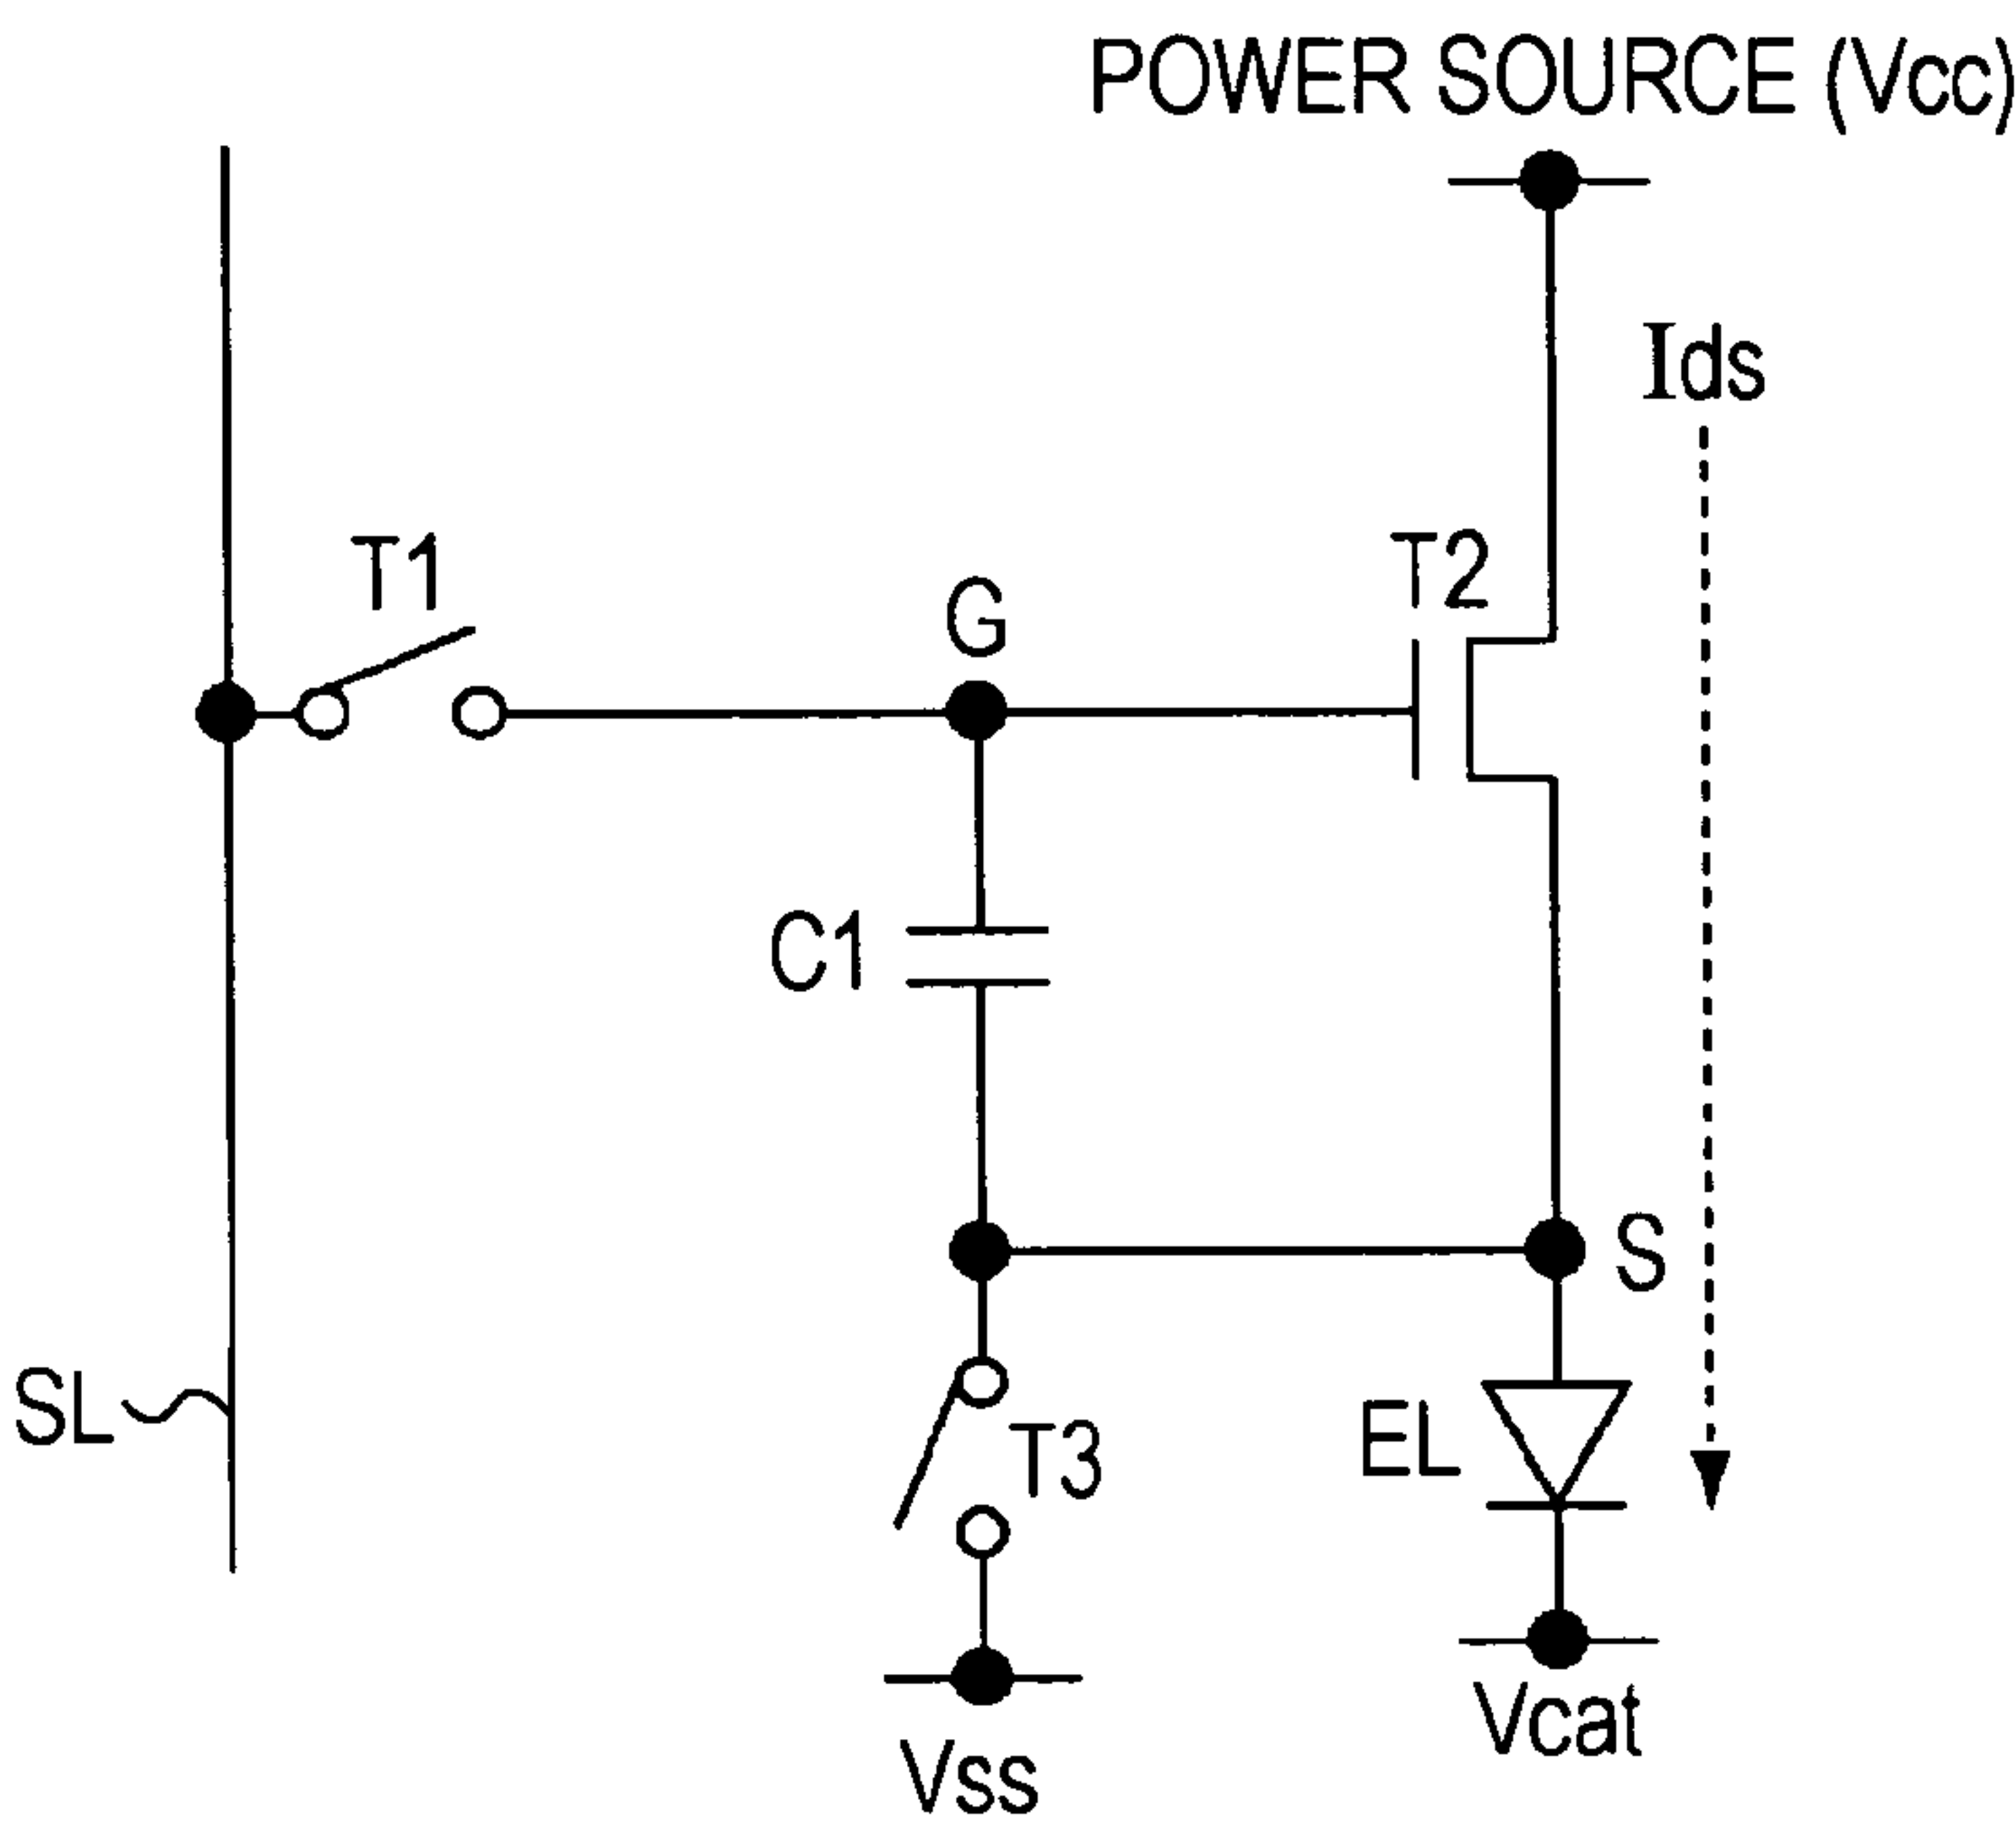 POWER SOURCE (Vcc)
Ids
T1
G
T2
C1
S
SL
T3
EL
Vss
Vcat